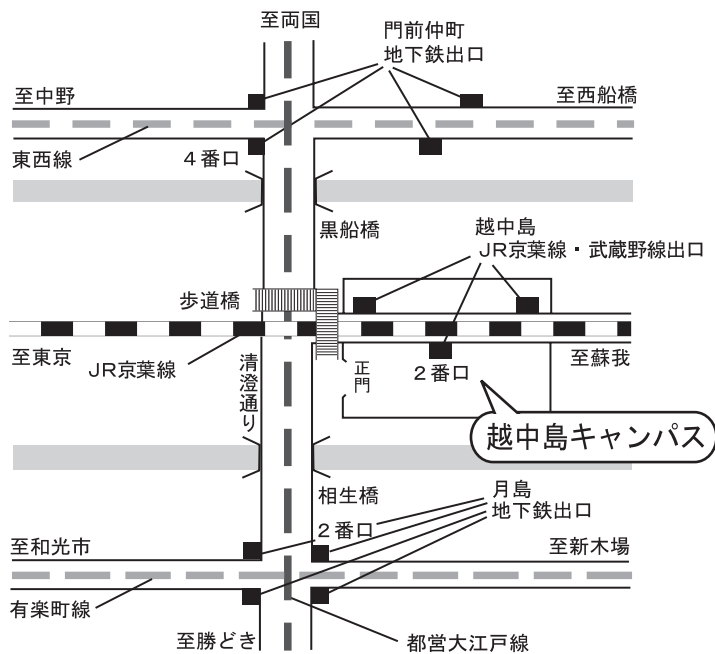 至両国
門前仲町
地下鉄出口
至中野
至西船橋
東西線
4番口
黒船橋
越中島
JR京葉線・武蔵野線出口
歩道橋
至東京
JR京葉線
清澄通り
正門
2番口
至蘇我
越中島キャンパス
相生橋
月島
地下鉄出口
2番口
至和光市
至新木場
有楽町線
至勝どき
都営大江戸線